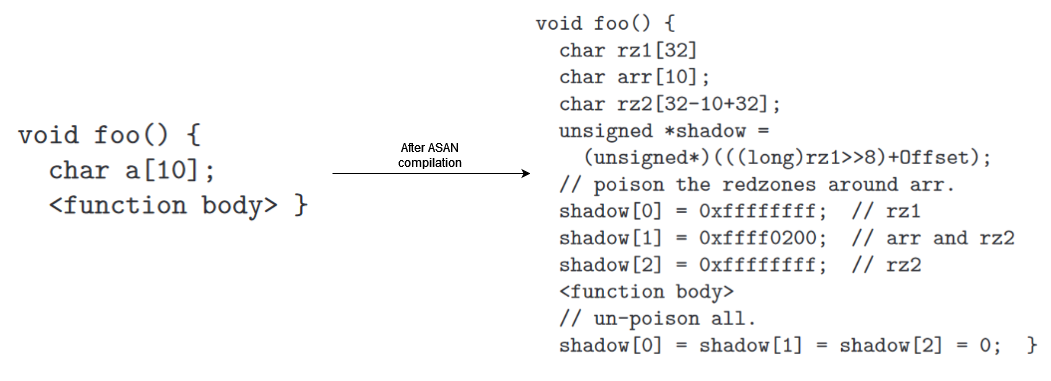 void foo() {
char a[10];
<function body> }
After ASAN
compilation
void foo() {
char rz1[32]
char arr[10];
char rz2[32-10+32];
unsigned *shadow =
(unsigned*)(((long)rz1>>8)+Offset);
// poison the redzones around arr.
shadow[0] = 0xffffffff;  // rz1
shadow[1] = 0xffff0200;  // arr and rz2
shadow[2] = 0xffffffff;  // rz2
<function body>
// un-poison all.
shadow[0] = shadow[1] = shadow[2] = 0;  }